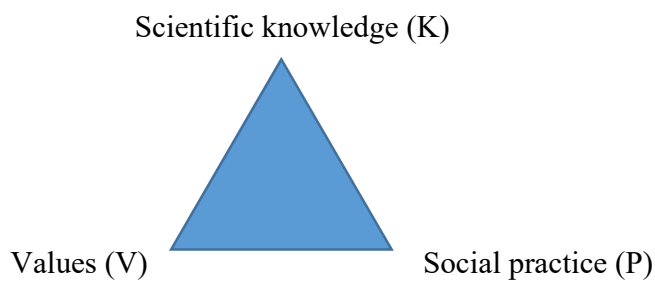 Scientific knowledge (K)
Values (V)
Social practice (P)